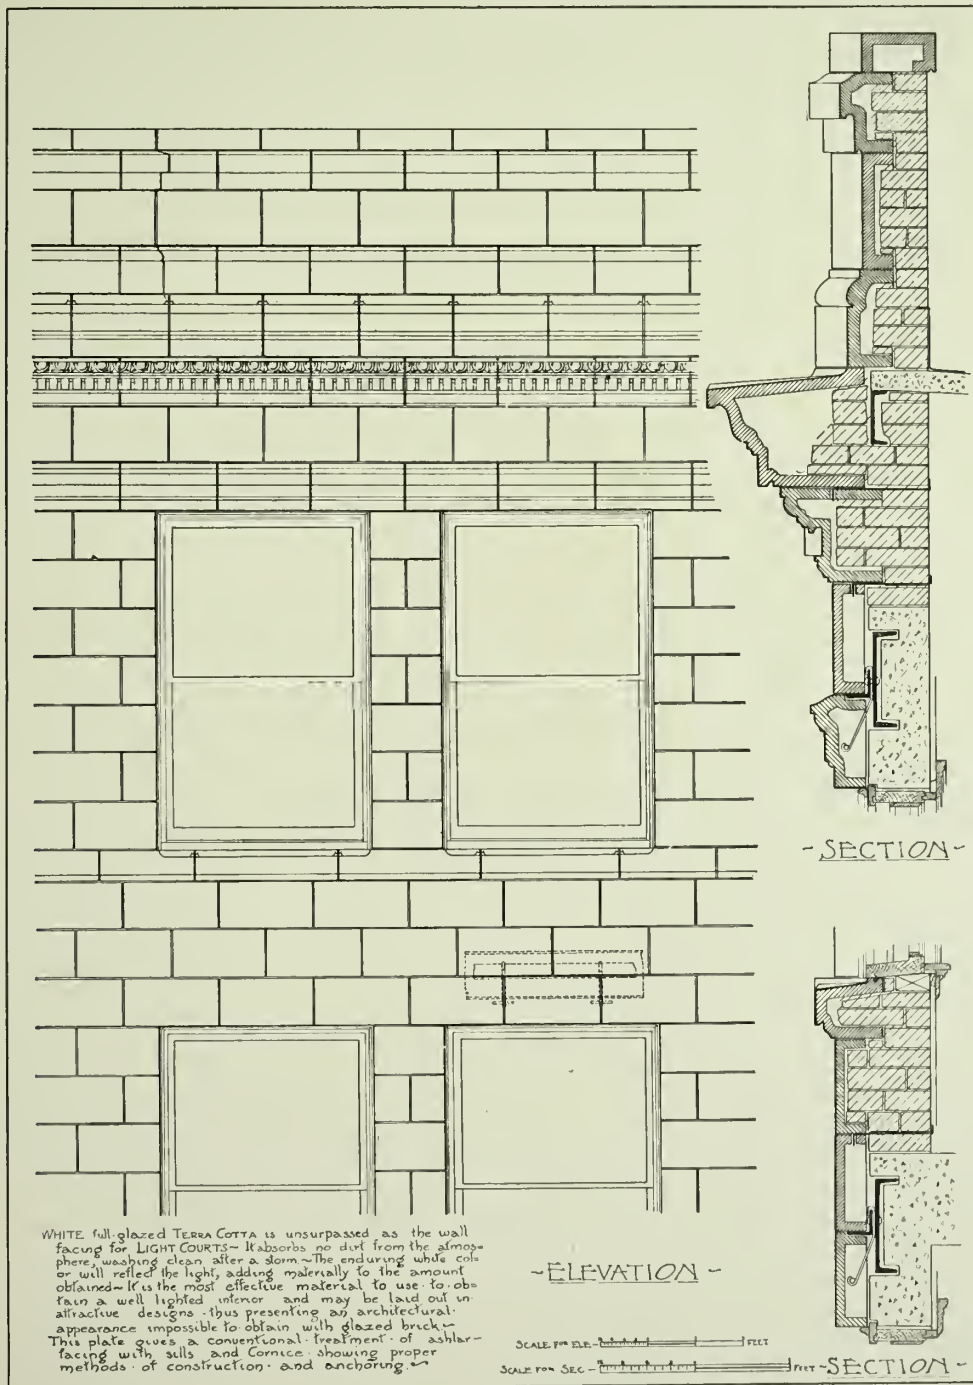 - SECTION -
WHITE full-glazed TERRA COTTA is unsurpassed as the wall
facing for LIGHT COURTS ~ It absorbs no dirt from the atmos=
phere, washing clean after a storm ~ The enduring white col=
or will reflect the light, adding materially to the amount
obtained ~ It is the most effective material to use to ob=
tain a well lighted interior and may be laid out in
attractive designs - thus presenting an architectural
appearance impossible to obtain with glazed brick ~
This plate gives a conventional treatment of ashlar-
facing with sills and Cornice showing proper
methods of construction and anchoring.
- ELEVATION -
SCALE FOR ELE - FEET
SCALE FOR SEC - FEET
- SECTION -